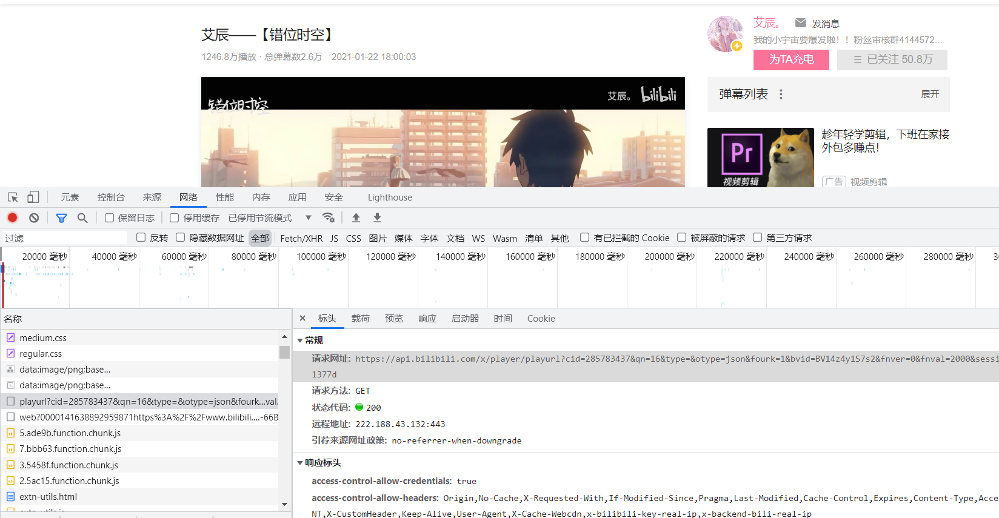 艾辰——【错位时空】
1246.8万播放 · 总弹幕数2.6万 2021-01-22 18:00:03
艾辰。 发消息
我的小宇宙要爆发啦！！粉丝审核群4144572...
为TA充电 已关注 50.8万
错位时空
艾辰。 bilibili
弹幕列表 展开
Pr
视频剪辑
趁年轻学剪辑，下班在家接
外包多赚点！
广告 视频剪辑
元素 控制台 来源 网络 性能 内存 应用 安全 Lighthouse
保留日志 停用缓存 已停用节流模式
过滤 反转 隐藏数据网址 全部 Fetch/XHR JS CSS 图片 媒体 字体 文档 WS Wasm 清单 其他 有已拦截的 Cookie 被屏蔽的请求 第三方请求
20000 毫秒 40000 毫秒 60000 毫秒 80000 毫秒 100000 毫秒 120000 毫秒 140000 毫秒 160000 毫秒 180000 毫秒 200000 毫秒 220000 毫秒 240000 毫秒 260000 毫秒 280000 毫秒
名称
medium.css
regular.css
data:image/png;base...
data:image/png;base...
playurl?cid=285783437&qn=16&type=&otype=json&fourk...val.
web?0000141638892959871https%3A%2F%2Fwww.bilibili....-66B
5.ade9b.function.chunk.js
7.bbb63.function.chunk.js
3.5458f.function.chunk.js
2.5ac15.function.chunk.js
extn-utils.html
标头 载荷 预览 响应 启动器 时间 Cookie
常规
请求网址: https://api.bilibili.com/x/player/playurl?cid=285783437&qn=16&type=&otype=json&fourk=1&bvid=BV14z4y1S7s2&fnver=0&fnval=2000&sessi
1377d
请求方法: GET
状态代码: 200
远程地址: 222.188.43.132:443
引荐来源网址政策: no-referrer-when-downgrade
响应标头
access-control-allow-credentials: true
access-control-allow-headers: Origin,No-Cache,X-Requested-With,If-Modified-Since,Pragma,Last-Modified,Cache-Control,Expires,Content-Type,Acce
NT,X-CustomHeader,Keep-Alive,User-Agent,X-Cache-Webcdn,x-bilibili-key-real-ip,x-backend-bili-real-ip